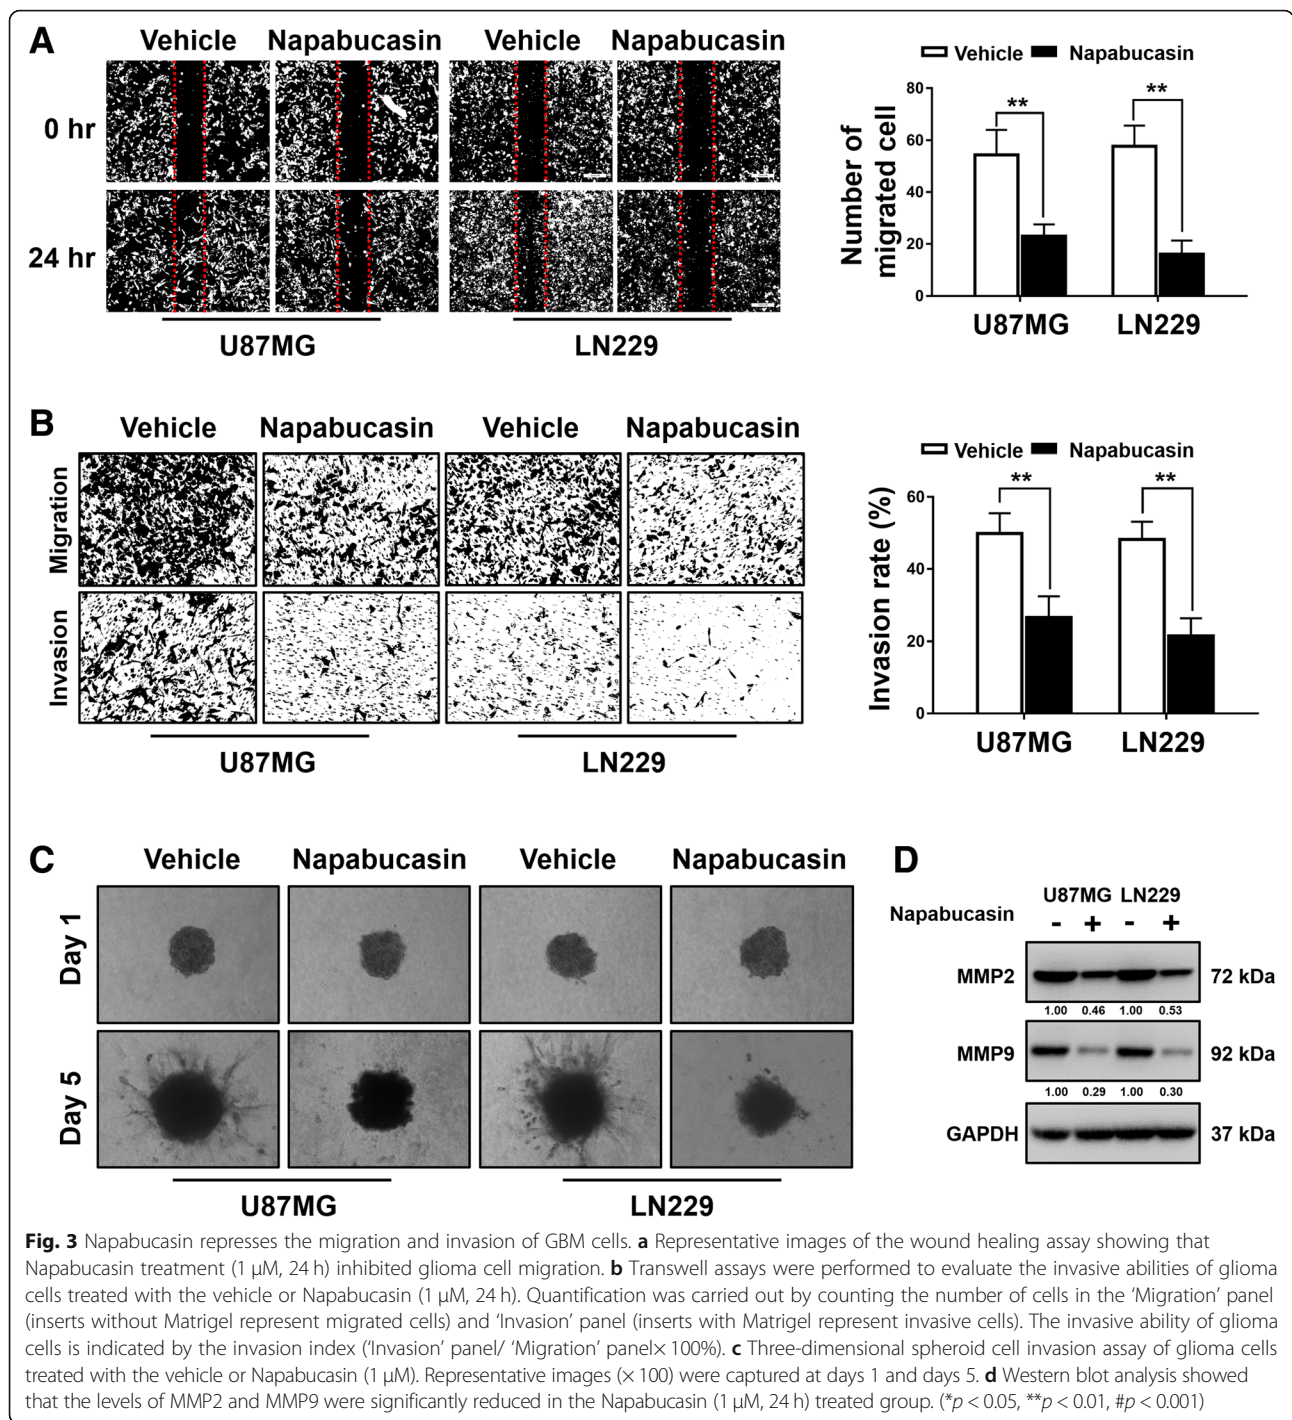 A
Vehicle Napabucasin Vehicle Napabucasin
0 hr
24 hr
U87MG LN229
Vehicle Napabucasin
Number of
migrated cell
80
60
40
20
0
** **
U87MG LN229
B
Vehicle Napabucasin Vehicle Napabucasin
Migration
Invasion
U87MG LN229
Vehicle Napabucasin
Invasion rate (%)
60
40
20
0
** **
U87MG LN229
C
Vehicle Napabucasin Vehicle Napabucasin
Day 1
Day 5
U87MG LN229
D
U87MG LN229
Napabucasin - + - +
MMP2 72 kDa
1.00 0.46 1.00 0.53
MMP9 92 kDa
1.00 0.29 1.00 0.30
GAPDH 37 kDa
Fig. 3 Napabucasin represses the migration and invasion of GBM cells. a Representative images of the wound healing assay showing that
Napabucasin treatment (1 μM, 24 h) inhibited glioma cell migration. b Transwell assays were performed to evaluate the invasive abilities of glioma
cells treated with the vehicle or Napabucasin (1 μM, 24 h). Quantification was carried out by counting the number of cells in the ‘Migration’ panel
(inserts without Matrigel represent migrated cells) and ‘Invasion’ panel (inserts with Matrigel represent invasive cells). The invasive ability of glioma
cells is indicated by the invasion index (‘Invasion’ panel/ ‘Migration’ panel× 100%). c Three-dimensional spheroid cell invasion assay of glioma cells
treated with the vehicle or Napabucasin (1 μM). Representative images (× 100) were captured at days 1 and days 5. d Western blot analysis showed
that the levels of MMP2 and MMP9 were significantly reduced in the Napabucasin (1 μM, 24 h) treated group. (*p < 0.05, **p < 0.01, #p < 0.001)